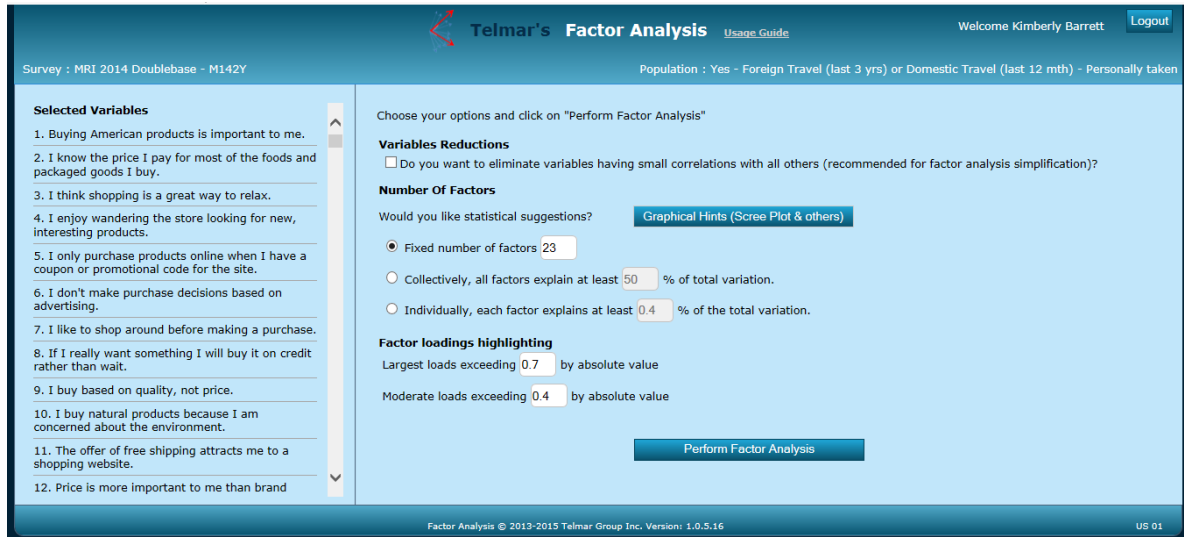 Telmar's Factor Analysis Usage Guide
Welcome Kimberly Barrett
Logout
Survey : MRI 2014 Doublebase - M142Y
Population : Yes - Foreign Travel (last 3 yrs) or Domestic Travel (last 12 mth) - Personally taken
Selected Variables
1. Buying American products is important to me.
2. I know the price I pay for most of the foods and
packaged goods I buy.
3. I think shopping is a great way to relax.
4. I enjoy wandering the store looking for new,
interesting products.
5. I only purchase products online when I have a
coupon or promotional code for the site.
6. I don't make purchase decisions based on
advertising.
7. I like to shop around before making a purchase.
8. If I really want something I will buy it on credit
rather than wait.
9. I buy based on quality, not price.
10. I buy natural products because I am
concerned about the environment.
11. The offer of free shipping attracts me to a
shopping website.
12. Price is more important to me than brand
Choose your options and click on "Perform Factor Analysis"
Variables Reductions
Do you want to eliminate variables having small correlations with all others (recommended for factor analysis simplification)?
Number Of Factors
Would you like statistical suggestions? Graphical Hints (Scree Plot & others)
Fixed number of factors 23
Collectively, all factors explain at least 50 % of total variation.
Individually, each factor explains at least 0.4 % of the total variation.
Factor loadings highlighting
Largest loads exceeding 0.7 by absolute value
Moderate loads exceeding 0.4 by absolute value
Perform Factor Analysis
Factor Analysis © 2013-2015 Telmar Group Inc. Version: 1.0.5.16
US 01